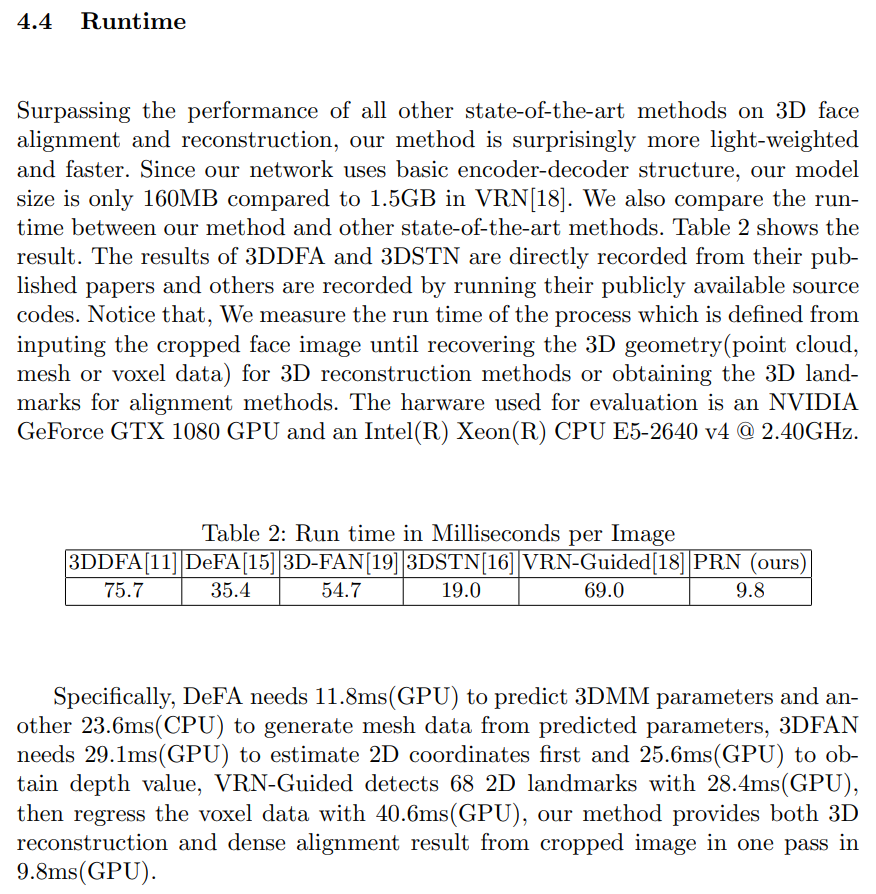 4.4 Runtime
Surpassing the performance of all other state-of-the-art methods on 3D face
alignment and reconstruction, our method is surprisingly more light-weighted
and faster. Since our network uses basic encoder-decoder structure, our model
size is only 160MB compared to 1.5GB in VRN[18]. We also compare the run-
time between our method and other state-of-the-art methods. Table 2 shows the
result. The results of 3DDFA and 3DSTN are directly recorded from their pub-
lished papers and others are recorded by running their publicly available source
codes. Notice that, We measure the run time of the process which is defined from
inputing the cropped face image until recovering the 3D geometry(point cloud,
mesh or voxel data) for 3D reconstruction methods or obtaining the 3D land-
marks for alignment methods. The harware used for evaluation is an NVIDIA
GeForce GTX 1080 GPU and an Intel(R) Xeon(R) CPU E5-2640 v4 @ 2.40GHz.
Table 2: Run time in Milliseconds per Image
3DDFA[11] DeFA[15] 3D-FAN[19] 3DSTN[16] VRN-Guided[18] PRN (ours)
75.7 35.4 54.7 19.0 69.0 9.8
Specifically, DeFA needs 11.8ms(GPU) to predict 3DMM parameters and an-
other 23.6ms(CPU) to generate mesh data from predicted parameters, 3DFAN
needs 29.1ms(GPU) to estimate 2D coordinates first and 25.6ms(GPU) to ob-
tain depth value, VRN-Guided detects 68 2D landmarks with 28.4ms(GPU),
then regress the voxel data with 40.6ms(GPU), our method provides both 3D
reconstruction and dense alignment result from cropped image in one pass in
9.8ms(GPU).